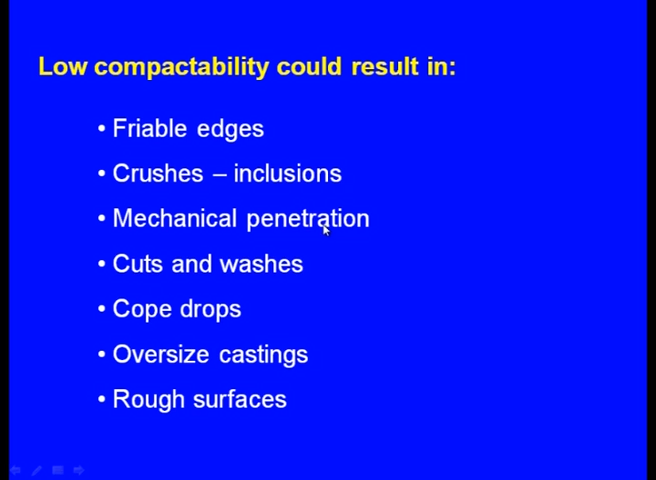 Low compactability could result in:
• Friable edges
• Crushes – inclusions
• Mechanical penetration
• Cuts and washes
• Cope drops
• Oversize castings
• Rough surfaces